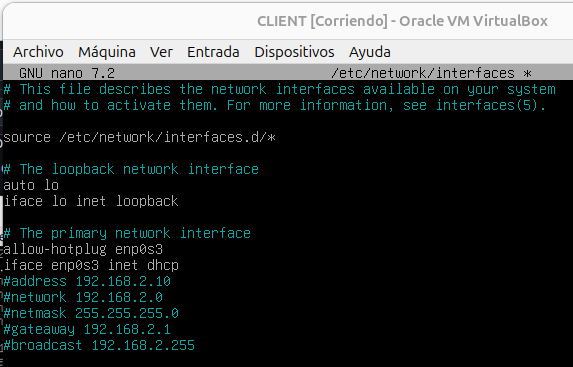 CLIENT [Corriendo] - Oracle VM VirtualBox
Archivo Máquina Ver Entrada Dispositivos Ayuda
GNU nano 7.2 /etc/network/interfaces *
# This file describes the network interfaces available on your system
# and how to activate them. For more information, see interfaces(5).
source /etc/network/interfaces.d/*
# The loopback network interface
auto lo
iface lo inet loopback
# The primary network interface
allow-hotplug enp0s3
iface enp0s3 inet dhcp
#address 192.168.2.10
#network 192.168.2.0
#netmask 255.255.255.0
#gateaway 192.168.2.1
#broadcast 192.168.2.255